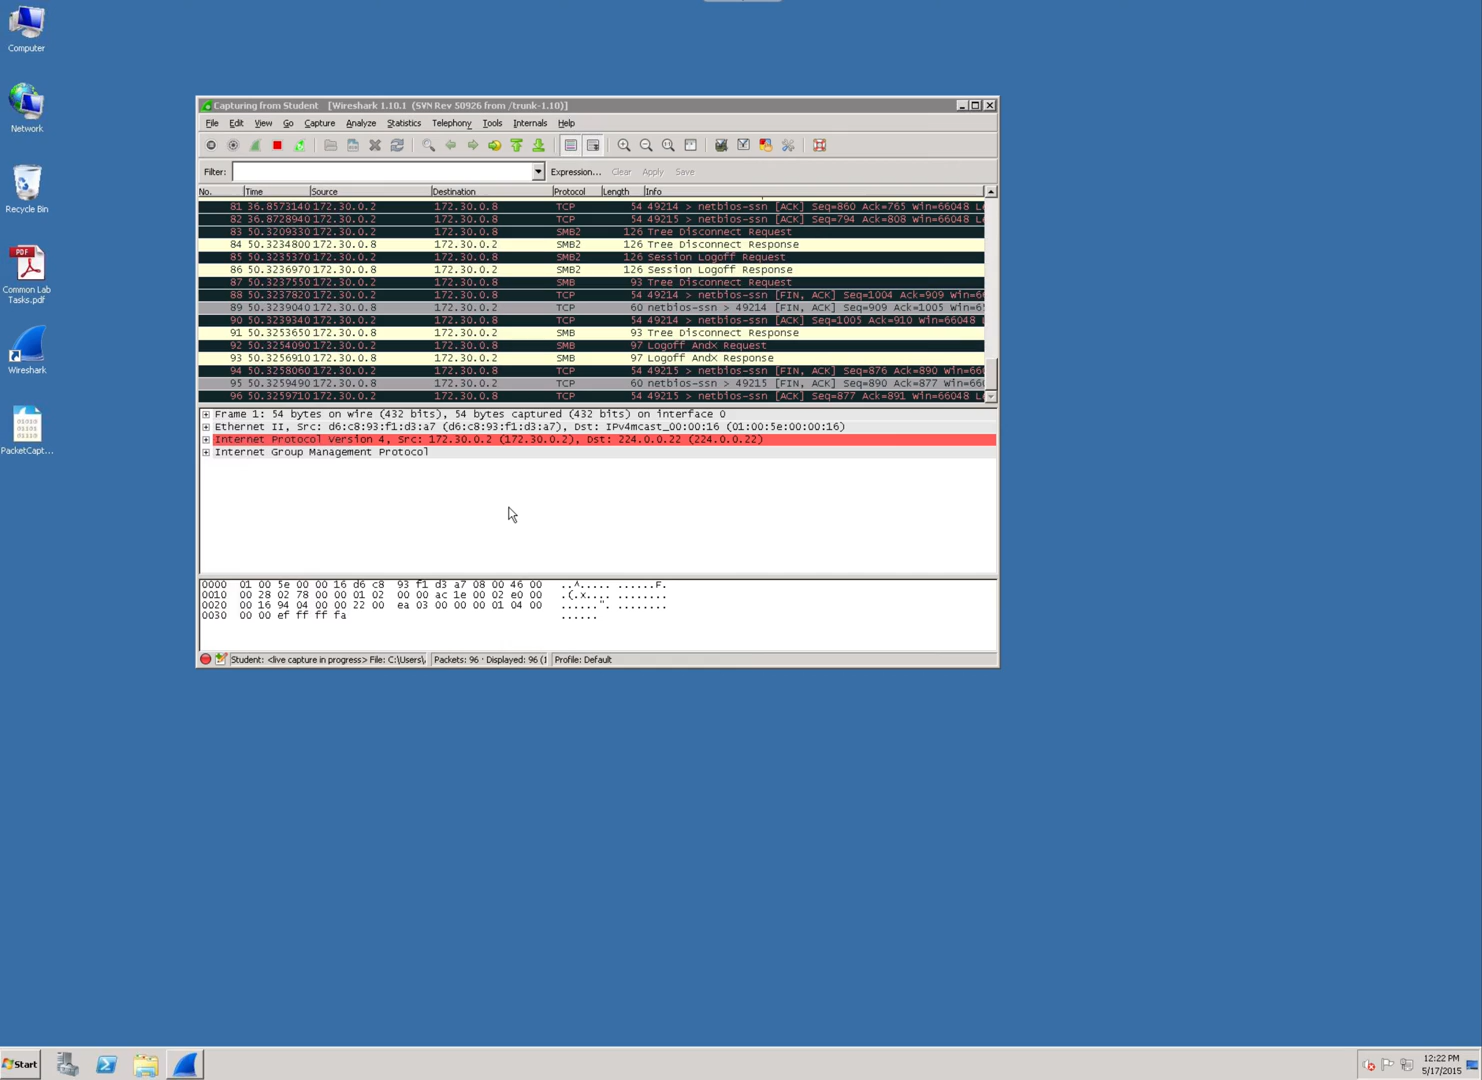 Computer
Network
Recycle Bin
Common Lab
Tasks.pdf
Wireshark
PacketCapt...
Capturing from Student [Wireshark 1.10.1 (SVN Rev 50926 from /trunk-1.10)]
File Edit View Go Capture Analyze Statistics Telephony Tools Internals Help
Filter: Expression... Clear Apply Save
No. Time Source Destination Protocol Length Info
81 36.8573140 172.30.0.2 172.30.0.8 TCP 54 49214 > netbios-ssn [ACK] Seq=860 Ack=765 Win=66048 L
82 36.8728940 172.30.0.2 172.30.0.8 TCP 54 49215 > netbios-ssn [ACK] Seq=794 Ack=808 Win=66048 L
83 50.3209330 172.30.0.2 172.30.0.8 SMB2 126 Tree Disconnect Request
84 50.3234800 172.30.0.8 172.30.0.2 SMB2 126 Tree Disconnect Response
85 50.3235370 172.30.0.2 172.30.0.8 SMB2 126 Session Logoff Request
86 50.3236970 172.30.0.8 172.30.0.2 SMB2 126 Session Logoff Response
87 50.3237550 172.30.0.2 172.30.0.8 SMB 93 Tree Disconnect Request
88 50.3237820 172.30.0.2 172.30.0.8 TCP 54 49214 > netbios-ssn [FIN, ACK] Seq=1004 Ack=909 Win=6
89 50.3239040 172.30.0.8 172.30.0.2 TCP 60 netbios-ssn > 49214 [FIN, ACK] Seq=909 Ack=1005 Win=6
90 50.3239340 172.30.0.2 172.30.0.8 TCP 54 49214 > netbios-ssn [ACK] Seq=1005 Ack=910 Win=66048
91 50.3253650 172.30.0.8 172.30.0.2 SMB 93 Tree Disconnect Response
92 50.3254090 172.30.0.2 172.30.0.8 SMB 97 Logoff AndX Request
93 50.3256910 172.30.0.8 172.30.0.2 SMB 97 Logoff AndX Response
94 50.3258060 172.30.0.2 172.30.0.8 TCP 54 49215 > netbios-ssn [FIN, ACK] Seq=876 Ack=890 Win=66
95 50.3259490 172.30.0.8 172.30.0.2 TCP 60 netbios-ssn > 49215 [FIN, ACK] Seq=890 Ack=877 Win=66
96 50.3259710 172.30.0.2 172.30.0.8 TCP 54 49215 > netbios-ssn [ACK] Seq=877 Ack=891 Win=66048 L
Frame 1: 54 bytes on wire (432 bits), 54 bytes captured (432 bits) on interface 0
Ethernet II, Src: d6:c8:93:f1:d3:a7 (d6:c8:93:f1:d3:a7), Dst: IPv4mcast_00:00:16 (01:00:5e:00:00:16)
Internet Protocol Version 4, Src: 172.30.0.2 (172.30.0.2), Dst: 224.0.0.22 (224.0.0.22)
Internet Group Management Protocol
0000 01 00 5e 00 00 16 d6 c8 93 f1 d3 a7 08 00 46 00 ..^..... ......F.
0010 00 28 02 78 00 00 01 02 00 00 ac 1e 00 02 e0 00 .(.x.... ........
0020 00 16 94 04 00 00 22 00 ea 03 00 00 00 01 04 00 ......". ........
0030 00 00 ef ff ff fa ......
Student: <live capture in progress> File: C:\Users\ Packets: 96 · Displayed: 96 (1 Profile: Default
Start
12:22 PM
5/17/2015